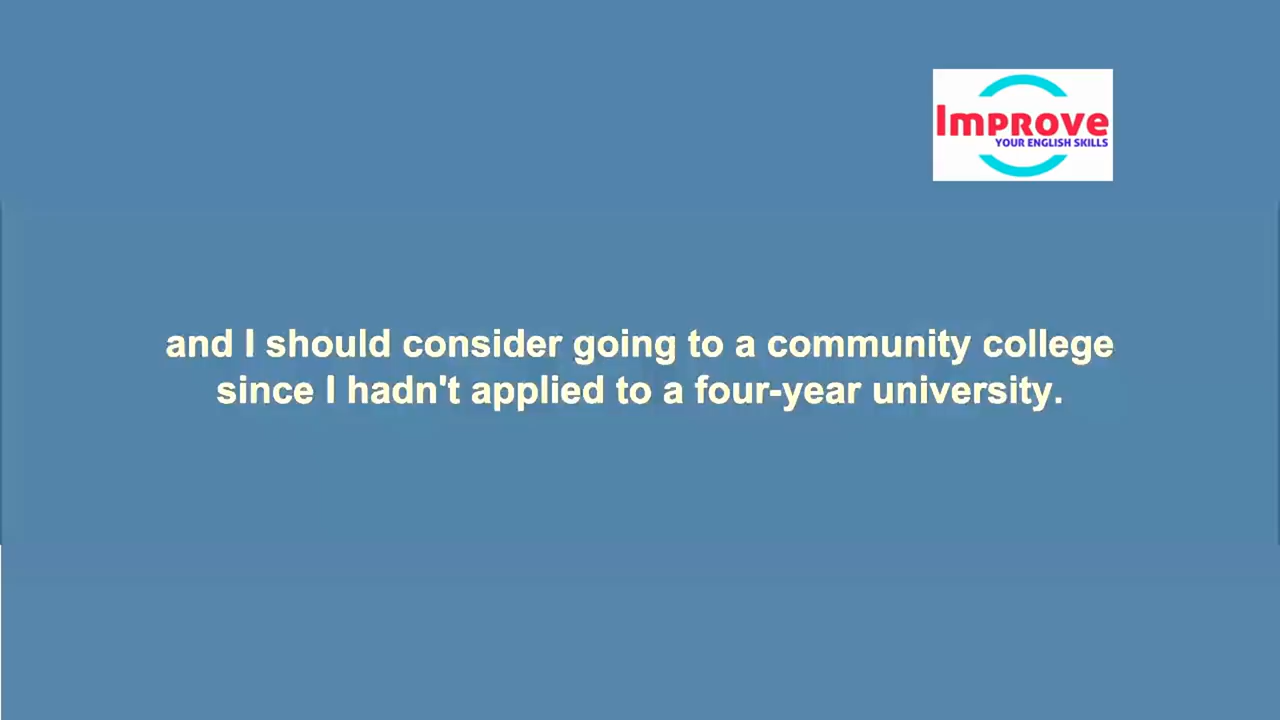 Improve
YOUR ENGLISH SKILLS
and I should consider going to a community college
since I hadn't applied to a four-year university.